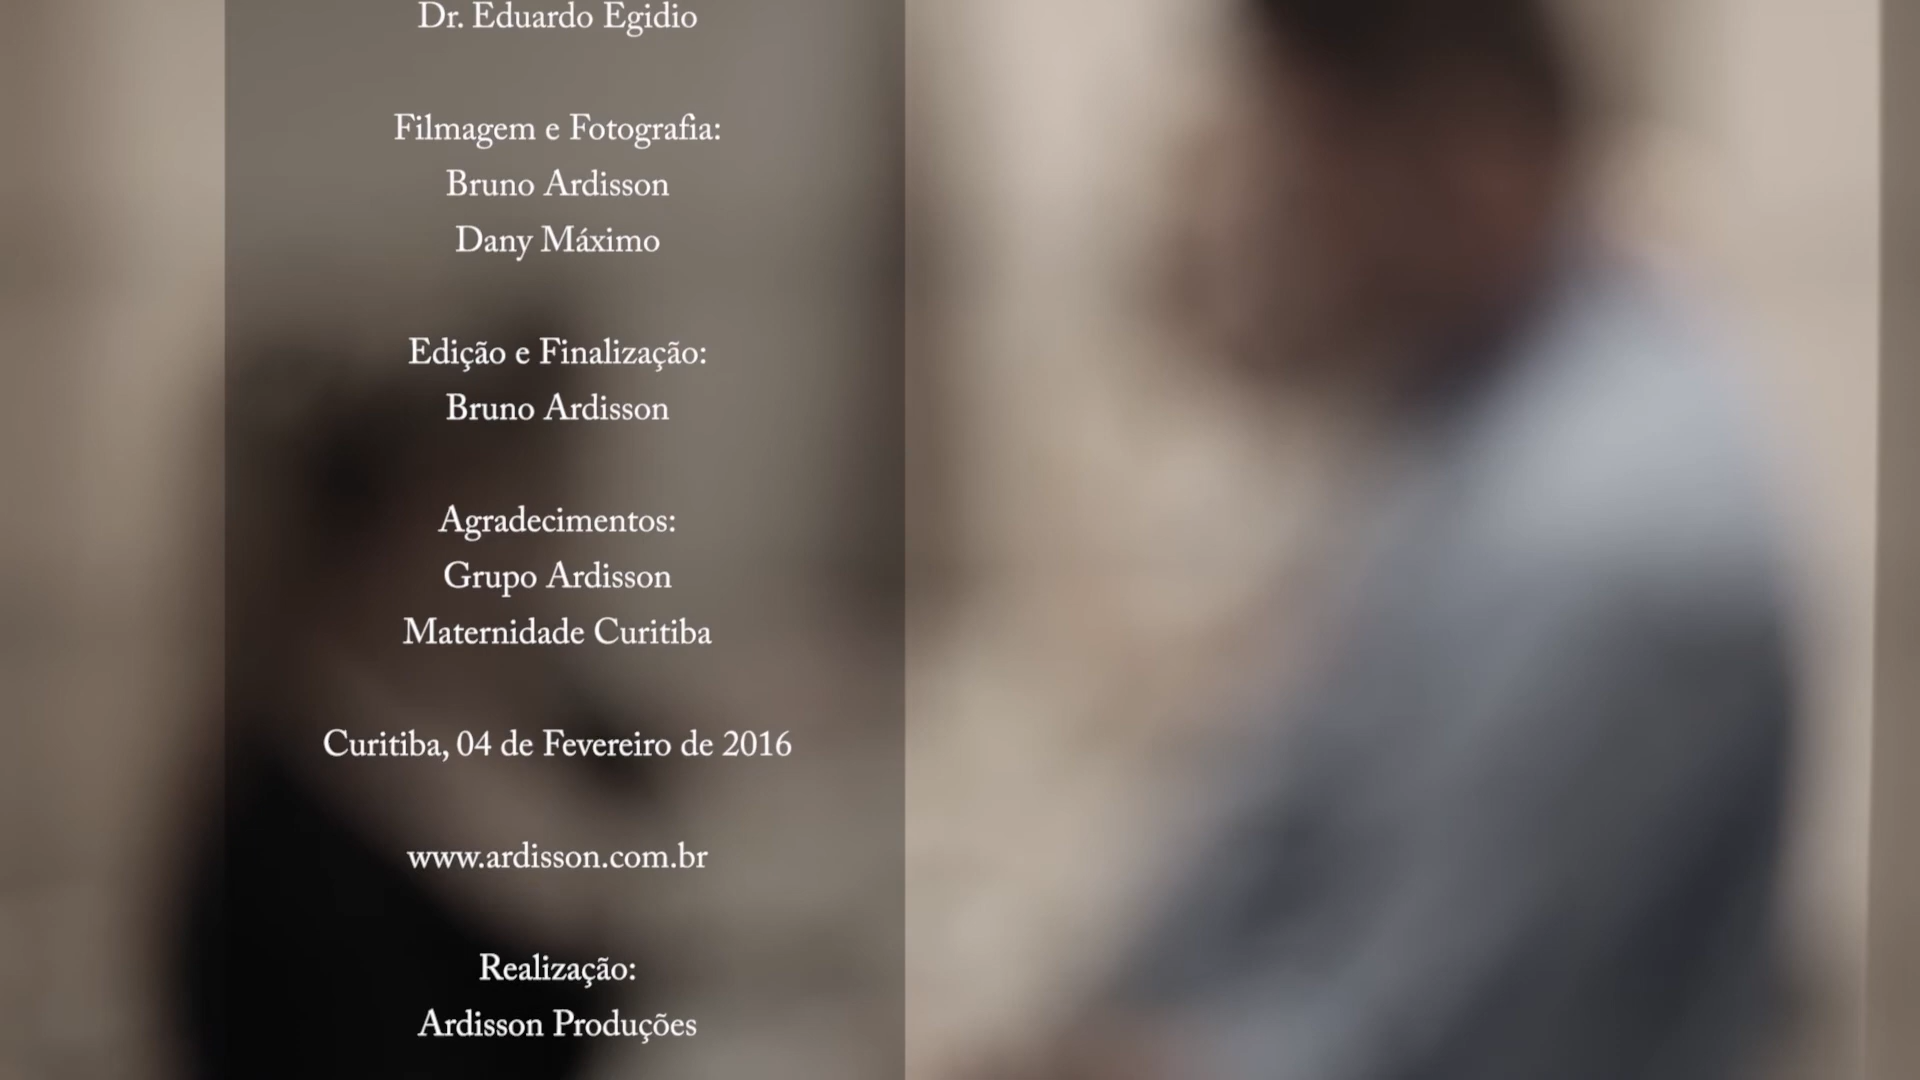 Dr. Eduardo Egidio
Filmagem e Fotografia:
Bruno Ardisson
Dany Máximo
Edição e Finalização:
Bruno Ardisson
Agradecimentos:
Grupo Ardisson
Maternidade Curitiba
Curitiba, 04 de Fevereiro de 2016
www.ardisson.com.br
Realização:
Ardisson Produções